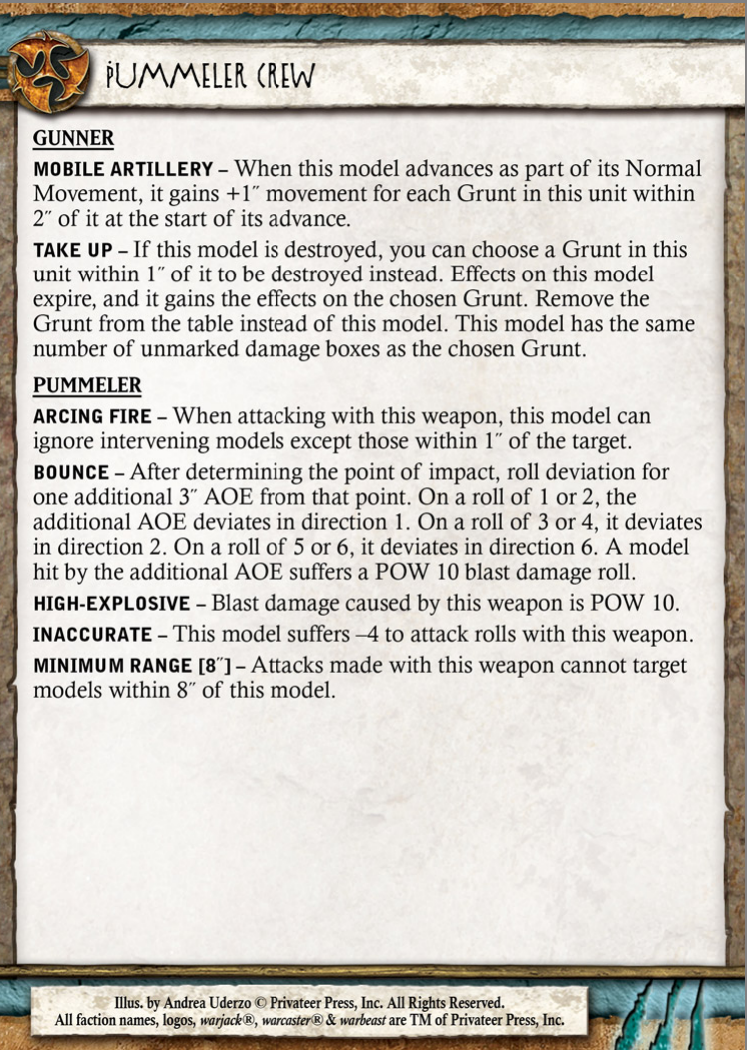 PUMMELER CREW
GUNNER
MOBILE ARTILLERY – When this model advances as part of its Normal
Movement, it gains +1˝ movement for each Grunt in this unit within
2˝ of it at the start of its advance.
TAKE UP – If this model is destroyed, you can choose a Grunt in this
unit within 1˝ of it to be destroyed instead. Effects on this model
expire, and it gains the effects on the chosen Grunt. Remove the
Grunt from the table instead of this model. This model has the same
number of unmarked damage boxes as the chosen Grunt.
PUMMELER
ARCING FIRE – When attacking with this weapon, this model can
ignore intervening models except those within 1˝ of the target.
BOUNCE – After determining the point of impact, roll deviation for
one additional 3˝ AOE from that point. On a roll of 1 or 2, the
additional AOE deviates in direction 1. On a roll of 3 or 4, it deviates
in direction 2. On a roll of 5 or 6, it deviates in direction 6. A model
hit by the additional AOE suffers a POW 10 blast damage roll.
HIGH-EXPLOSIVE – Blast damage caused by this weapon is POW 10.
INACCURATE – This model suffers –4 to attack rolls with this weapon.
MINIMUM RANGE [8˝] – Attacks made with this weapon cannot target
models within 8˝ of this model.
Illus. by Andrea Uderzo © Privateer Press, Inc. All Rights Reserved.
All faction names, logos, warjack®, warcaster® & warbeast are TM of Privateer Press, Inc.